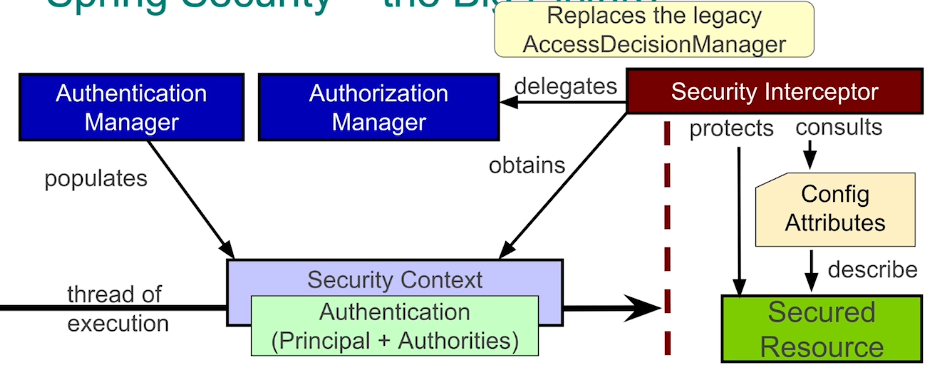 Spring Security – the Big Picture
Replaces the legacy
AccessDecisionManager
Authentication
Manager
Authorization
Manager
delegates
Security Interceptor
protects
consults
populates
obtains
Config
Attributes
describe
Security Context
thread of
execution
Authentication
(Principal + Authorities)
Secured
Resource